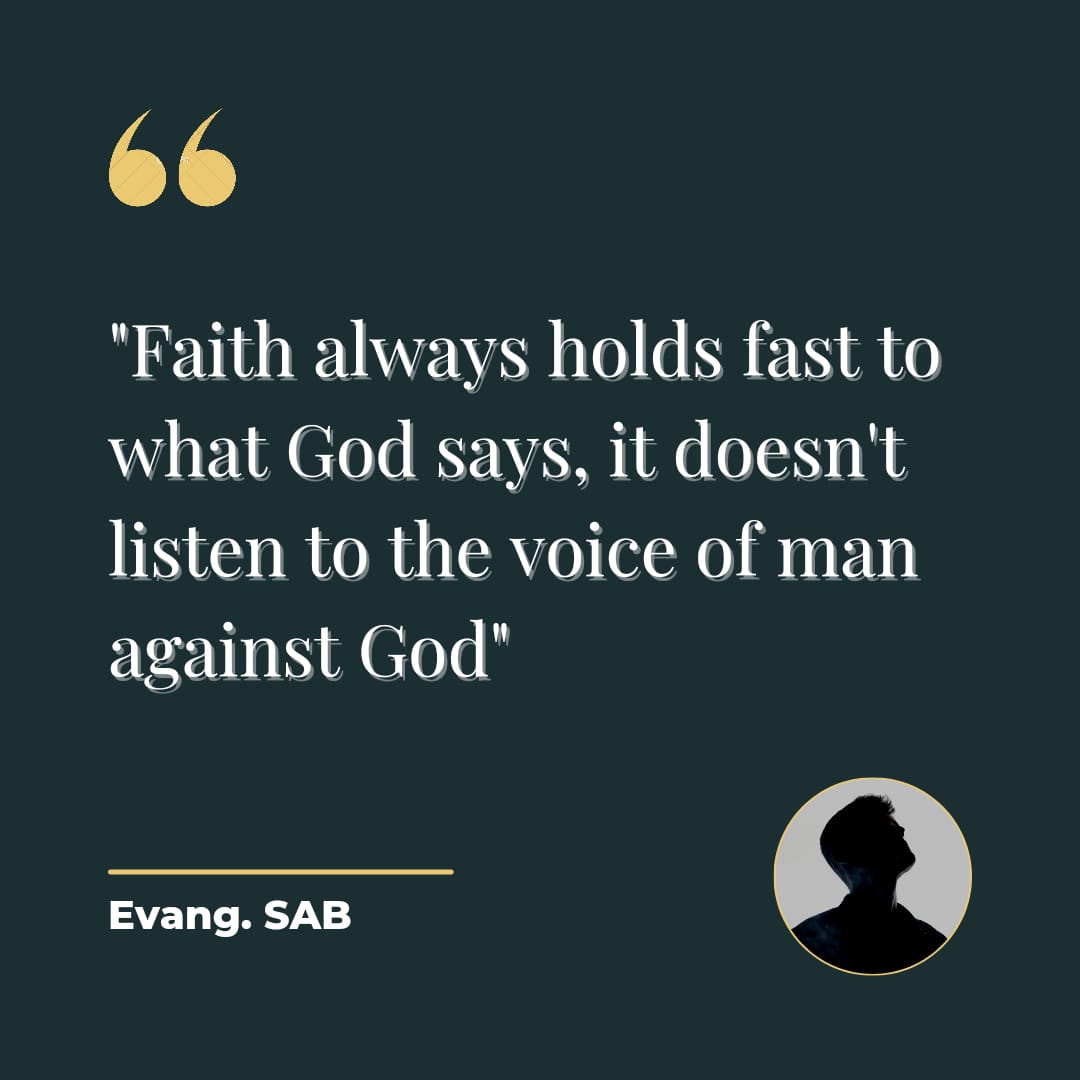 "Faith always holds fast to
what God says, it doesn't
listen to the voice of man
against God"
Evang. SAB